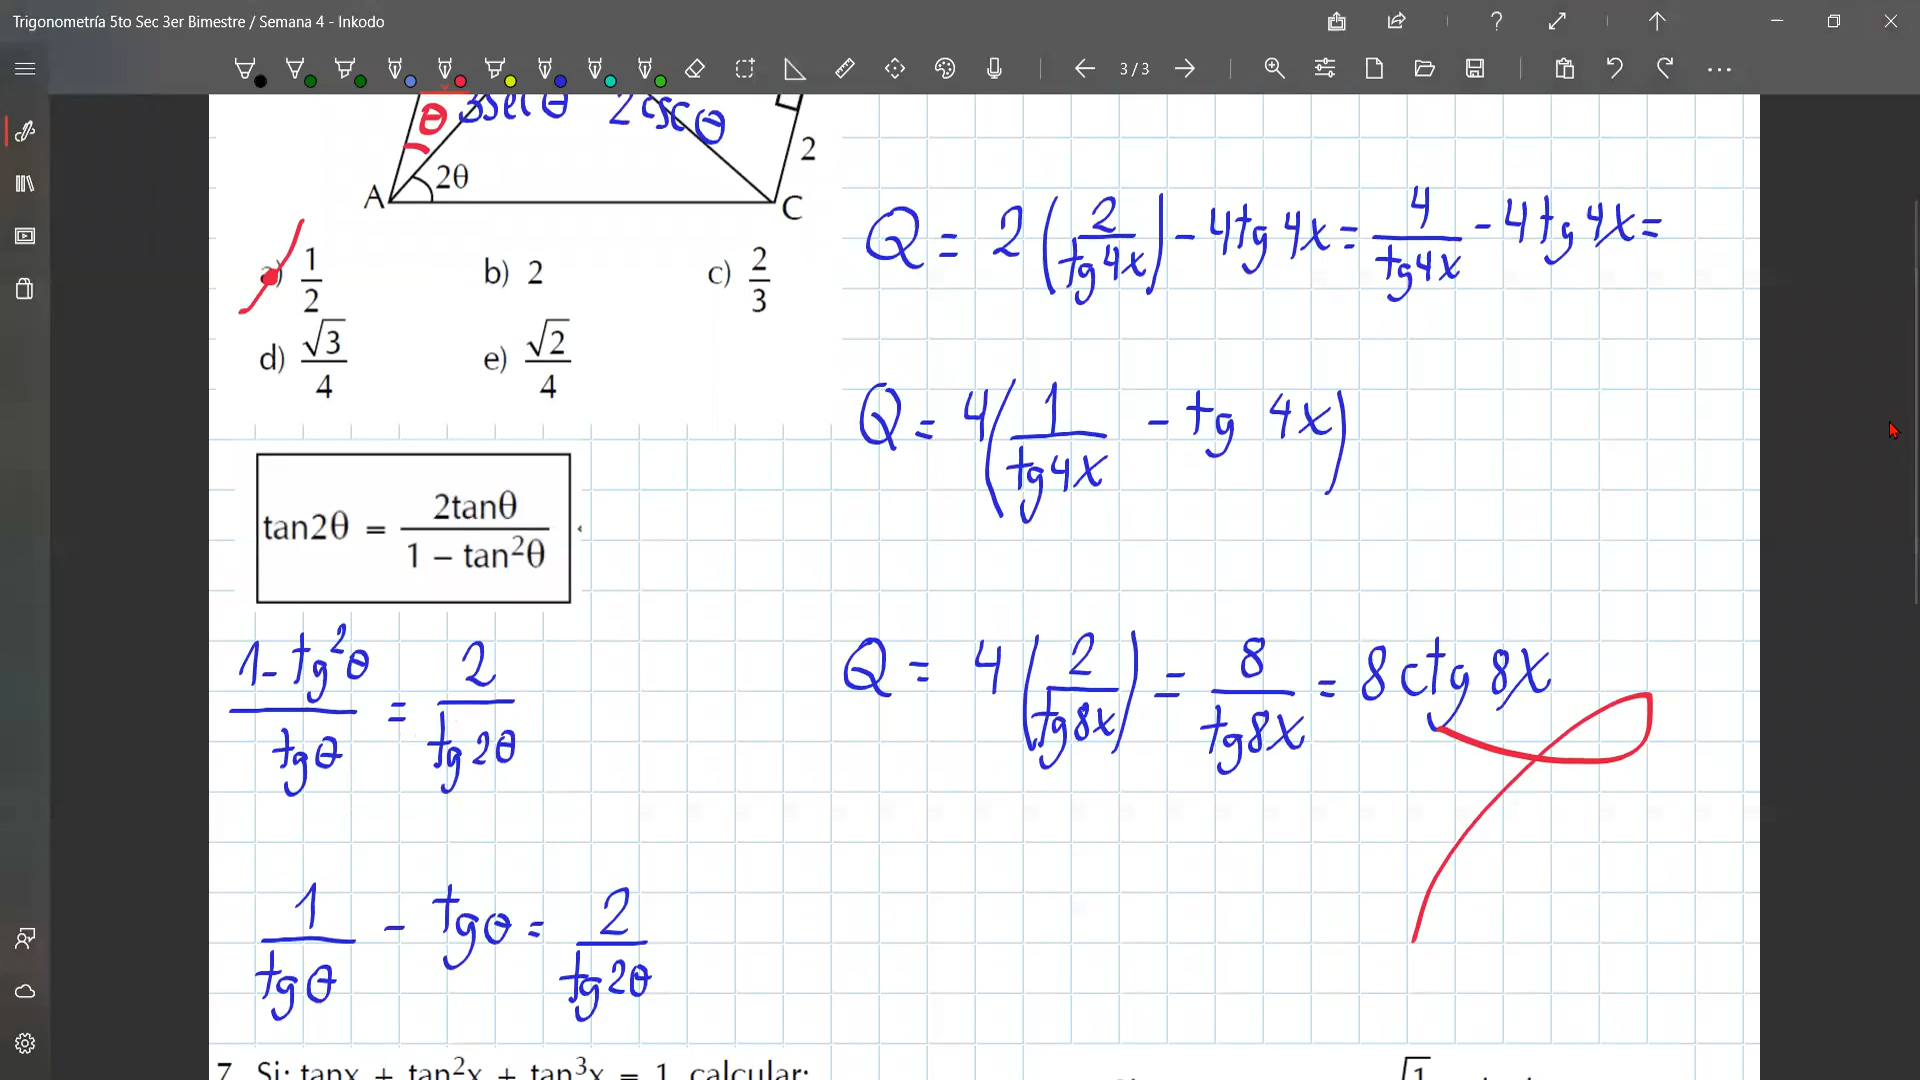 Trigonometría 5to Sec 3er Bimestre / Semana 4 - Inkodo
3 / 3
θ 3secθ 2cscθ
2
2θ
A
C
a) 1/2 b) 2 c) 2/3
d) √3/4 e) √2/4
tan2θ = 2tanθ / (1 − tan²θ)
(1 - tg²θ) / tgθ = 2 / tg2θ
1/tgθ - tgθ = 2/tg2θ
Q = 2(2/tg4x) - 4tg4x = 4/tg4x - 4tg4x =
Q = 4(1/tg4x - tg 4x)
Q = 4(2/tg8x) = 8/tg8x = 8ctg8x
7. Si: tanx + tan²x + tan³x = 1, calcular:
√1